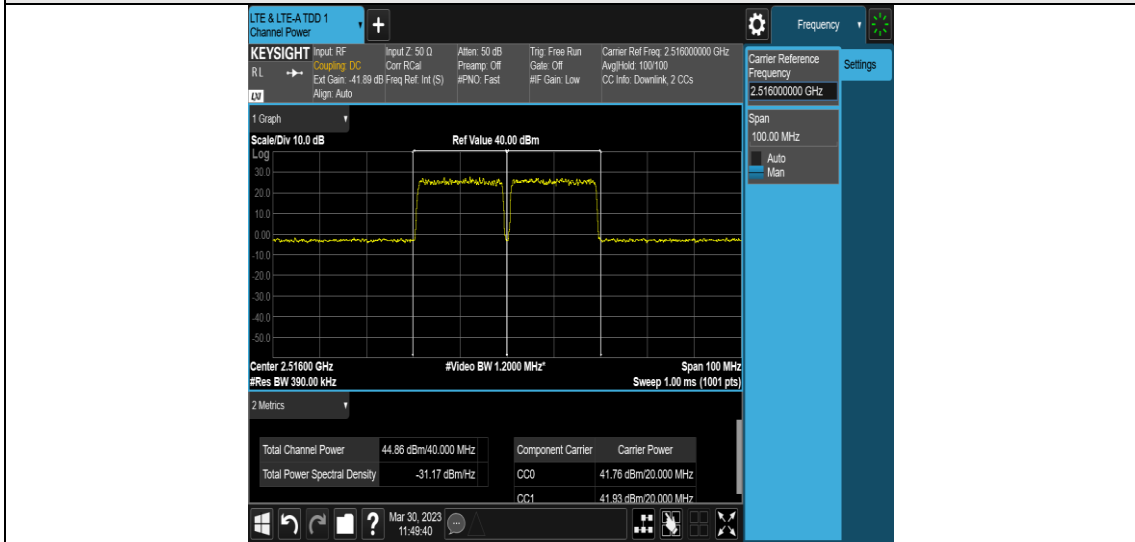 LTE & LTE-A TDD 1
Channel Power
+
Frequency
KEYSIGHT
RL
LXI
Input: RF
Coupling: DC
Ext Gain: -41.89 dB
Align: Auto
Input Z: 50 Ω
Corr RCal
Freq Ref: Int (S)
Atten: 50 dB
Preamp: Off
#PNO: Fast
Trig: Free Run
Gate: Off
#IF Gain: Low
Carrier Ref Freq: 2.516000000 GHz
Avg|Hold: 100/100
CC Info: Downlink, 2 CCs
Carrier Reference
Frequency
2.516000000 GHz
Settings
Span
100.00 MHz
Auto
Man
1 Graph
Scale/Div 10.0 dB
Ref Value 40.00 dBm
Log
30.0
20.0
10.0
0.00
-10.0
-20.0
-30.0
-40.0
-50.0
Center 2.51600 GHz
#Video BW 1.2000 MHz*
Span 100 MHz
#Res BW 390.00 kHz
Sweep 1.00 ms (1001 pts)
2 Metrics
Total Channel Power 44.86 dBm/40.000 MHz
Total Power Spectral Density -31.17 dBm/Hz
Component Carrier Carrier Power
CC0 41.76 dBm/20.000 MHz
CC1 41.93 dBm/20.000 MHz
?
Mar 30, 2023
11:49:40